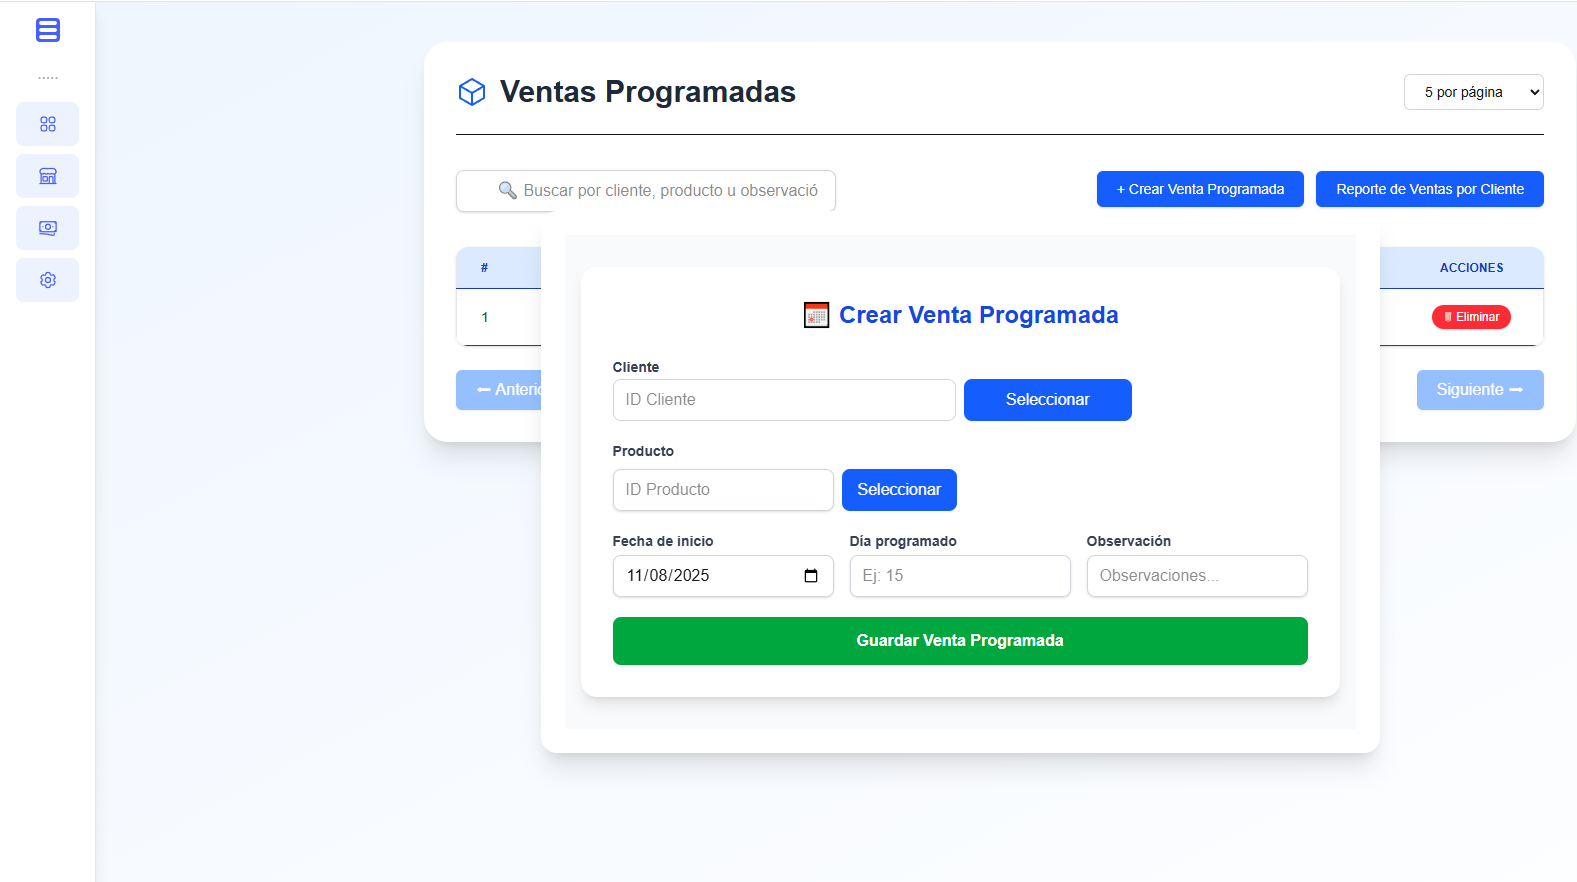 .....
Ventas Programadas
5 por página
🔍 Buscar por cliente, producto u observació
+ Crear Venta Programada
Reporte de Ventas por Cliente
#
ACCIONES
1
Eliminar
Crear Venta Programada
Cliente
ID Cliente
Seleccionar
Producto
ID Producto
Seleccionar
Fecha de inicio
Día programado
Observación
11/08/2025
Ej: 15
Observaciones...
Guardar Venta Programada
⬅ Anterio
Siguiente ➡